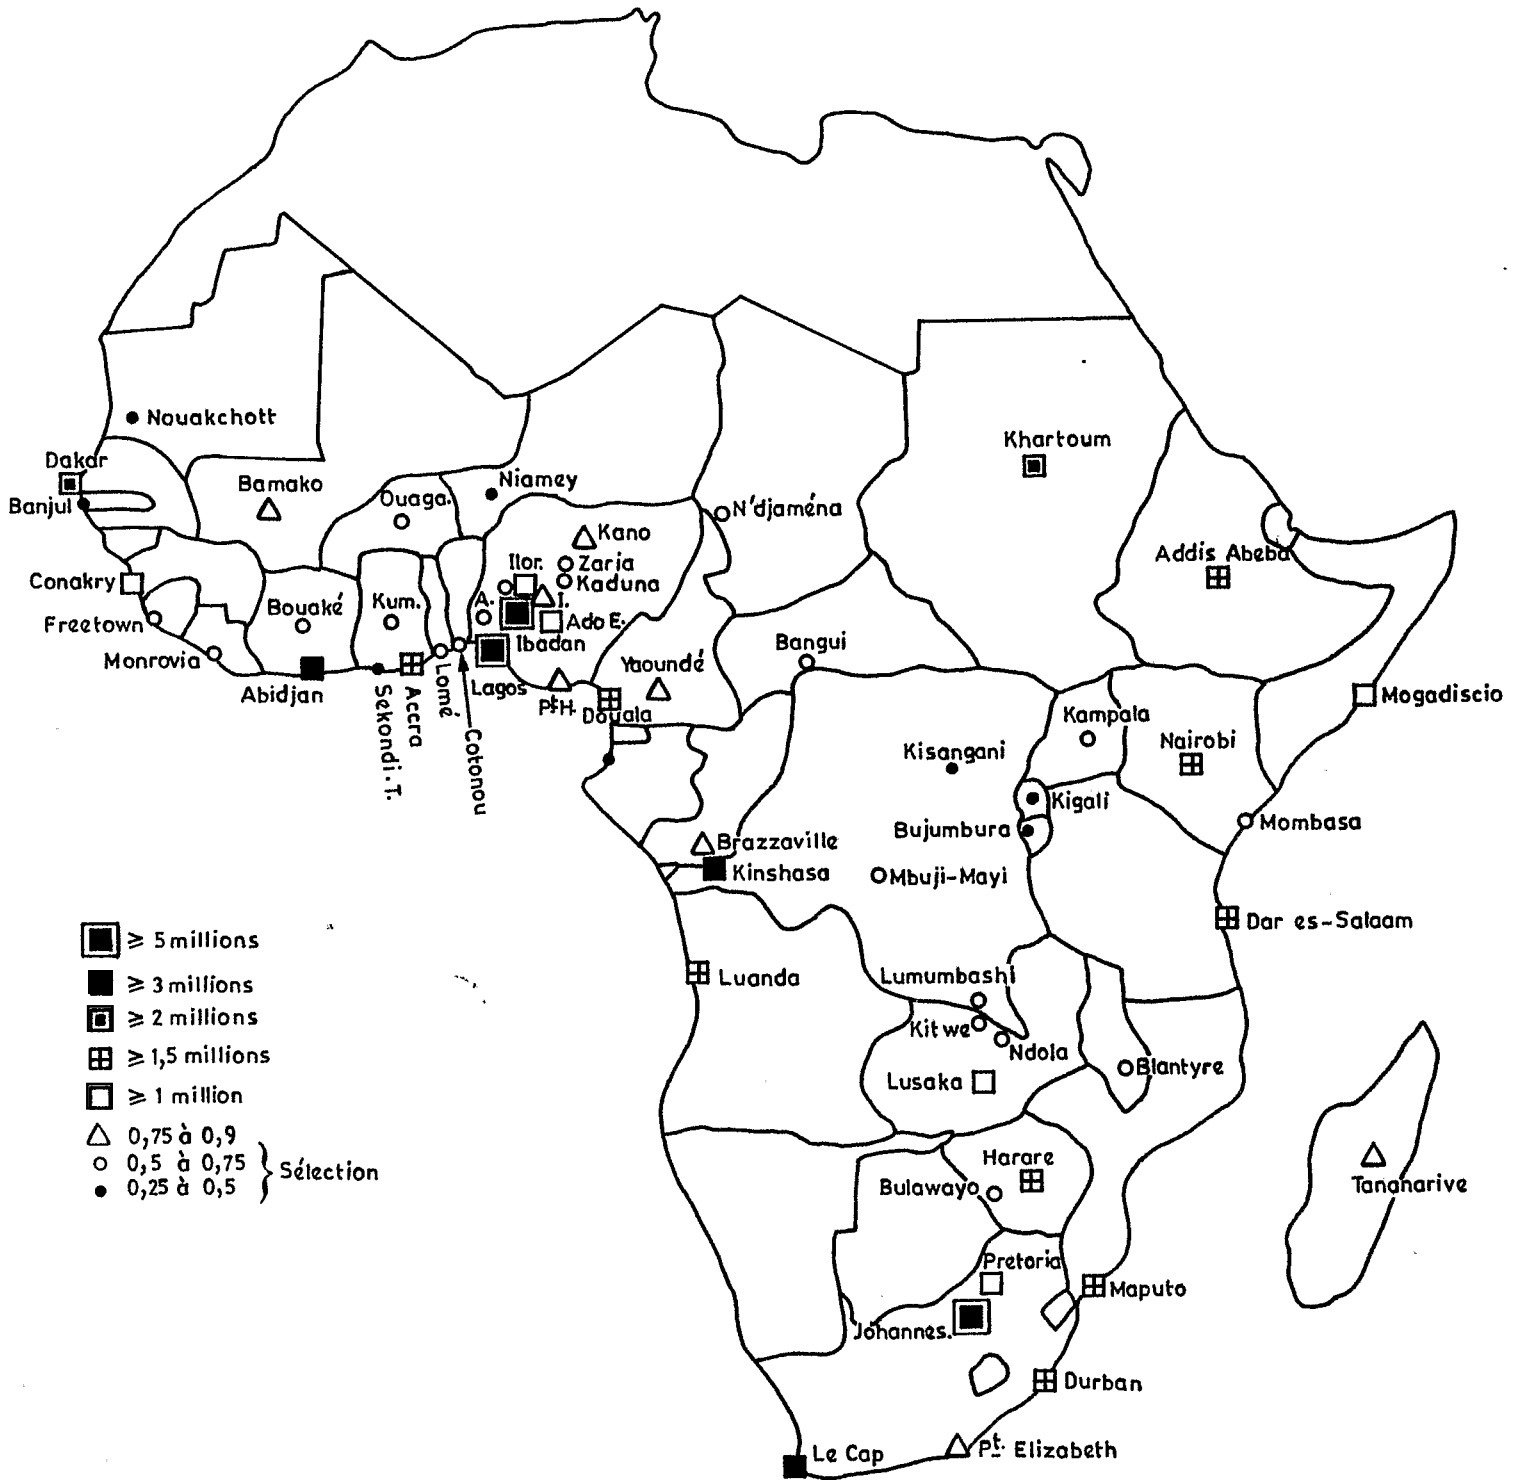 Nouakchott
Khartoum
Dakar
Bamako
Niamey
Banjul
Ouaga.
N'djaména
Kano
Addis Abeba
Ilor.
Zaria
Conakry
Kaduna
Bouaké
Kum.
A.
I.
Freetown
Ado E.
Ibadan
Bangui
Monrovia
Yaoundé
Abidjan
Lagos
Mogadiscio
Sekondi.T.
Accra
Lomé
Cotonou
Pt H.
Douala
Kampala
Nairobi
Kisangani
Kigali
Bujumbura
Mombasa
Brazzaville
Kinshasa
Mbuji-Mayi
Dar es-Salaam
Luanda
Lumumbashi
Kitwe
Ndola
Blantyre
Lusaka
Harare
Bulawayo
Tananarive
Pretoria
Maputo
Johannes.
Durban
Le Cap
Pt. Elizabeth
≥ 5 millions
≥ 3 millions
≥ 2 millions
≥ 1,5 millions
≥ 1 million
0,75 à 0,9
0,5 à 0,75
0,25 à 0,5
Sélection